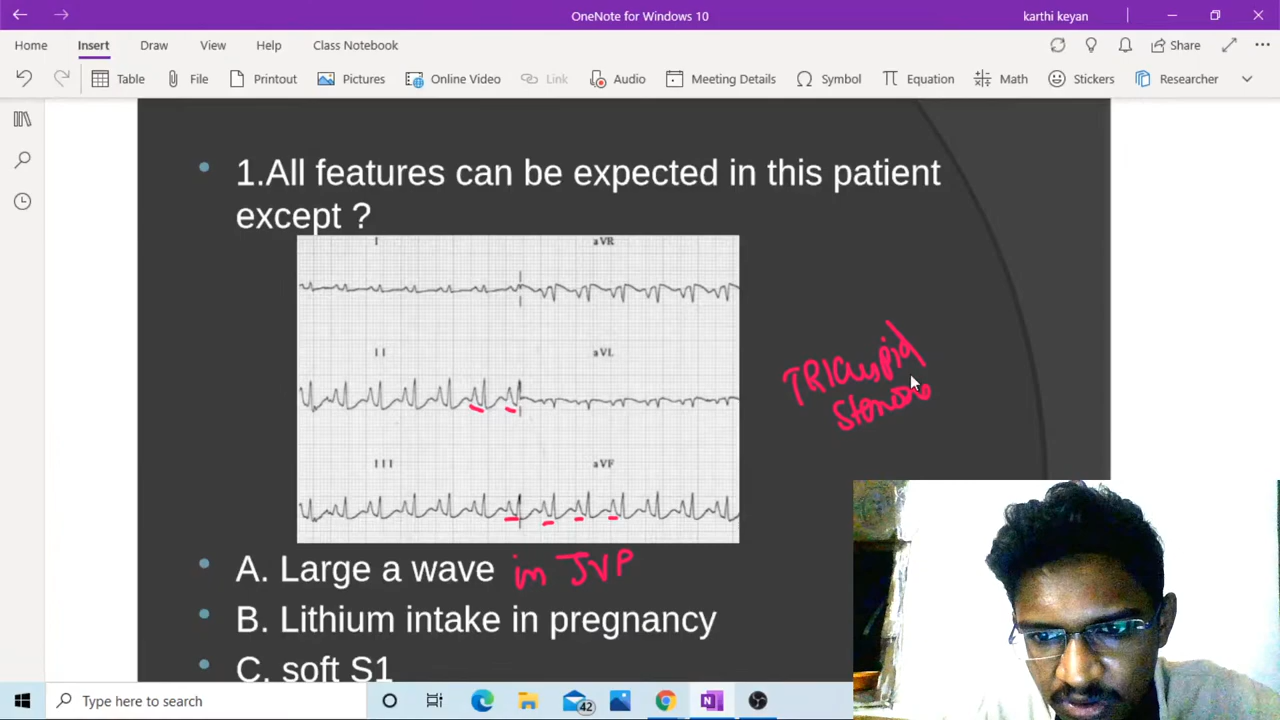 OneNote for Windows 10
karthi keyan
Home Insert Draw View Help Class Notebook
Share
Table File Printout Pictures Online Video Link Audio Meeting Details Symbol Equation Math Stickers Researcher
1.All features can be expected in this patient
except ?
I aVR
II aVL
TRICuspid
Stenosis
III aVF
A. Large a wave in JVP
B. Lithium intake in pregnancy
C. soft S1
Type here to search
42